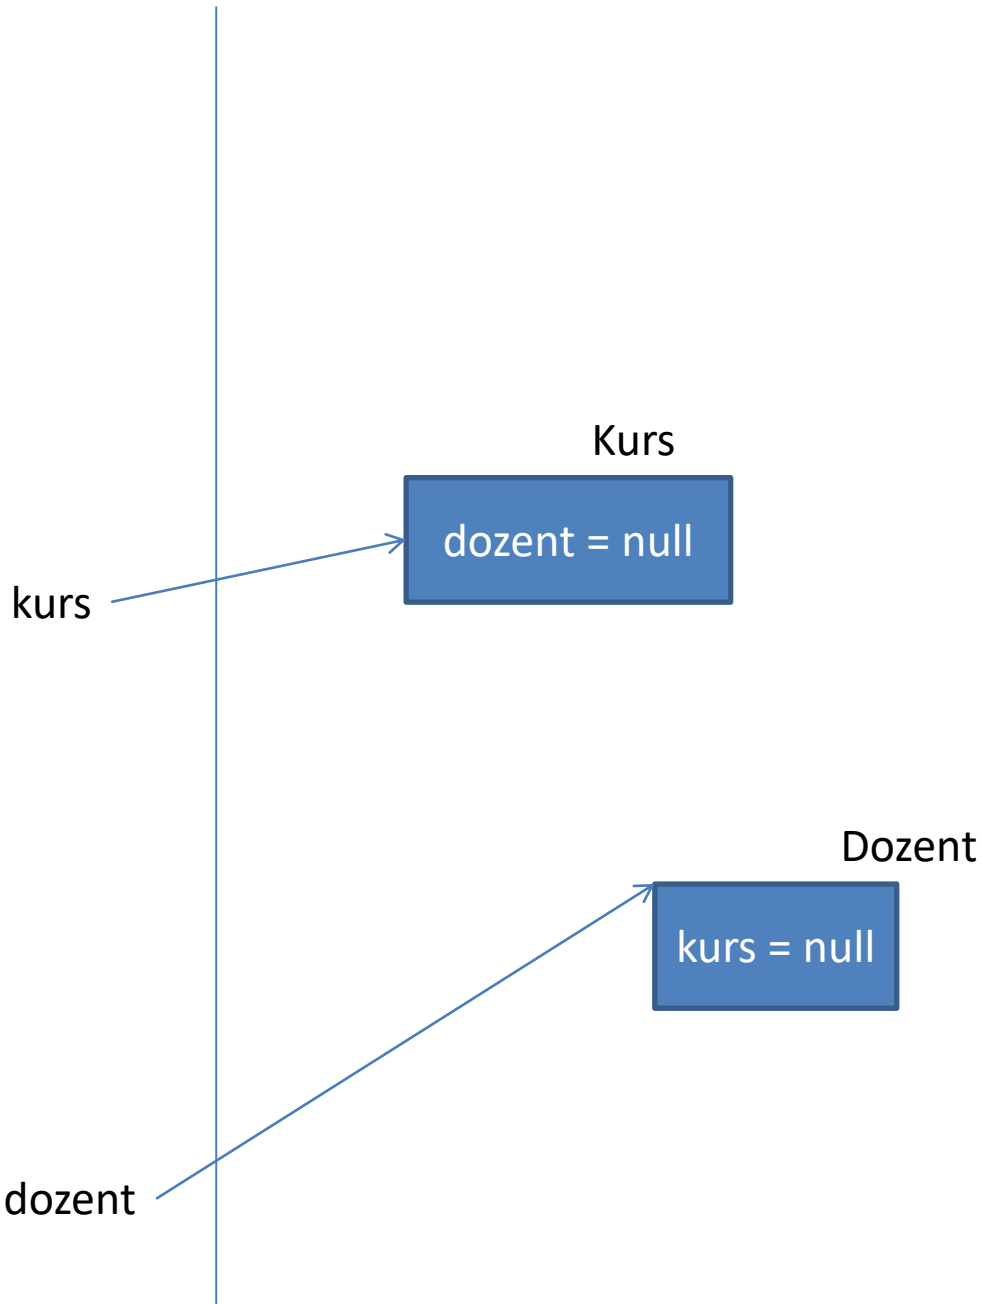 Kurs
dozent = null
kurs
Dozent
kurs = null
dozent